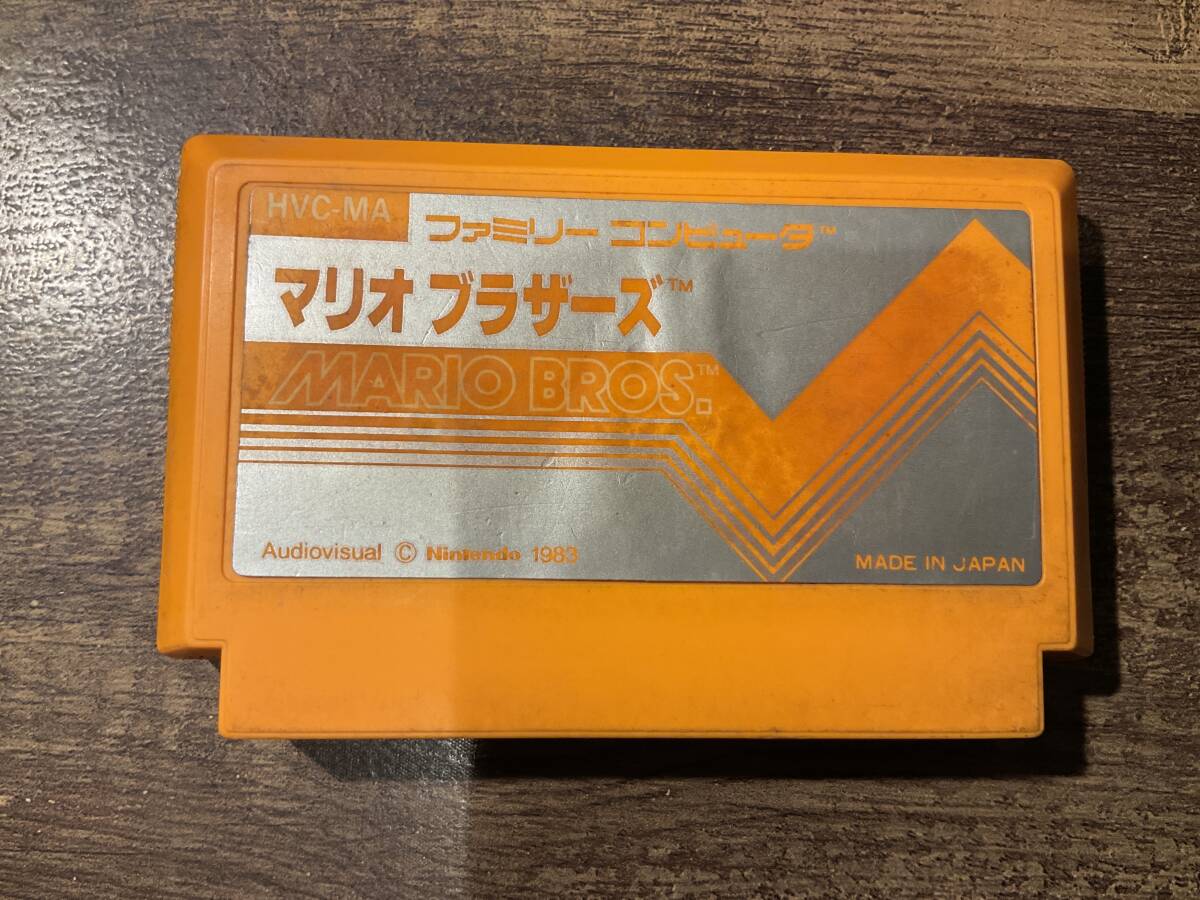 HVC-MA
ファミリー コンピュータ™
マリオ ブラザーズ™
MARIO BROS.™
Audiovisual © Nintendo 1983
MADE IN JAPAN